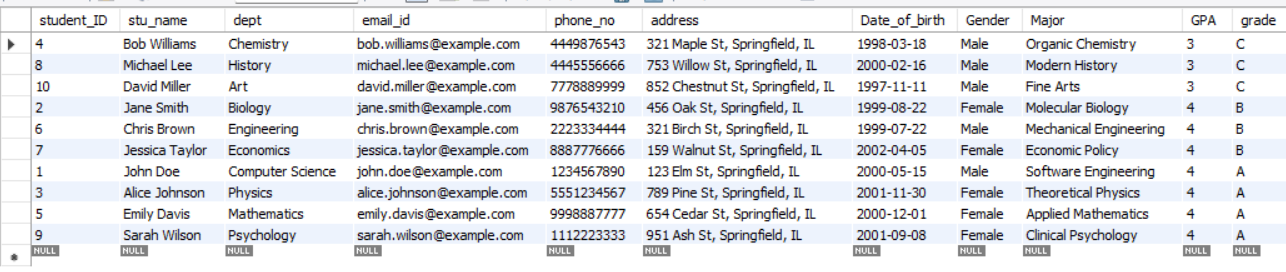 student_ID stu_name dept email_id phone_no address Date_of_birth Gender Major GPA grade
4 Bob Williams Chemistry bob.williams@example.com 4449876543 321 Maple St, Springfield, IL 1998-03-18 Male Organic Chemistry 3 C
8 Michael Lee History michael.lee@example.com 4445556666 753 Willow St, Springfield, IL 2000-02-16 Male Modern History 3 C
10 David Miller Art david.miller@example.com 7778889999 852 Chestnut St, Springfield, IL 1997-11-11 Male Fine Arts 3 C
2 Jane Smith Biology jane.smith@example.com 9876543210 456 Oak St, Springfield, IL 1999-08-22 Female Molecular Biology 4 B
6 Chris Brown Engineering chris.brown@example.com 2223334444 321 Birch St, Springfield, IL 1999-07-22 Male Mechanical Engineering 4 B
7 Jessica Taylor Economics jessica.taylor@example.com 8887776666 159 Walnut St, Springfield, IL 2002-04-05 Female Economic Policy 4 B
1 John Doe Computer Science john.doe@example.com 1234567890 123 Elm St, Springfield, IL 2000-05-15 Male Software Engineering 4 A
3 Alice Johnson Physics alice.johnson@example.com 5551234567 789 Pine St, Springfield, IL 2001-11-30 Female Theoretical Physics 4 A
5 Emily Davis Mathematics emily.davis@example.com 9998887777 654 Cedar St, Springfield, IL 2000-12-01 Female Applied Mathematics 4 A
9 Sarah Wilson Psychology sarah.wilson@example.com 1112223333 951 Ash St, Springfield, IL 2001-09-08 Female Clinical Psychology 4 A
NULL NULL NULL NULL NULL NULL NULL NULL NULL NULL NULL